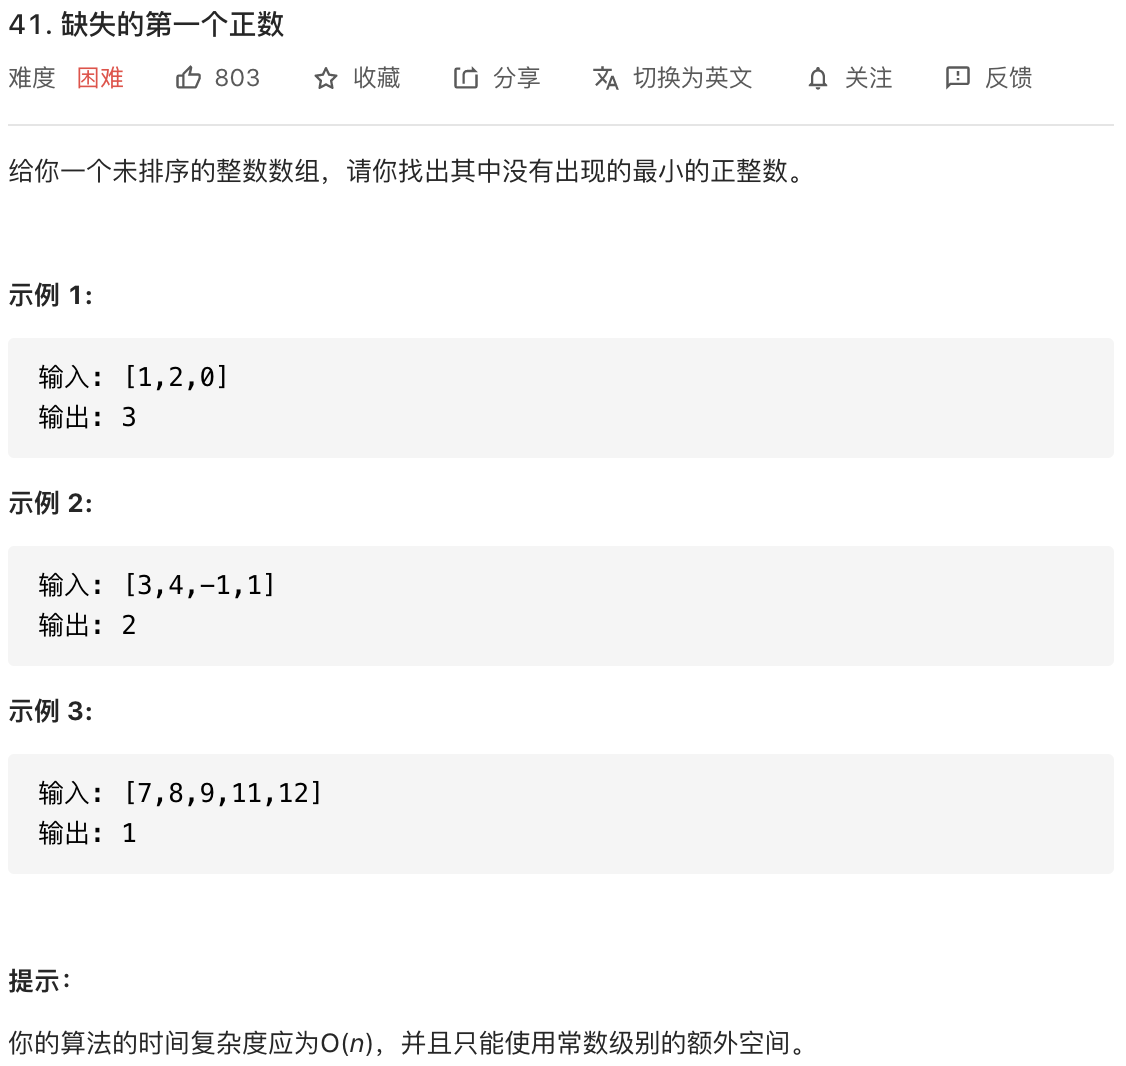 41. 缺失的第一个正数
难度 困难 803 收藏 分享 切换为英文 关注 反馈
给你一个未排序的整数数组，请你找出其中没有出现的最小的正整数。
示例 1:
输入: [1,2,0]
输出: 3
示例 2:
输入: [3,4,-1,1]
输出: 2
示例 3:
输入: [7,8,9,11,12]
输出: 1
提示：
你的算法的时间复杂度应为O(n)，并且只能使用常数级别的额外空间。